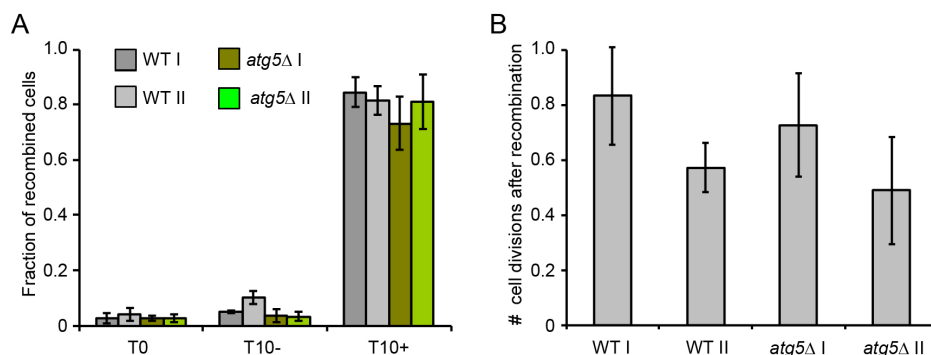 A
Fraction of recombined cells
1.0
0.8
0.6
0.4
0.2
0
WT I
atg5Δ I
WT II
atg5Δ II
T0
T10-
T10+
B
# cell divisions after recombination
1.0
0.8
0.6
0.4
0.2
0
WT I
WT II
atg5Δ I
atg5Δ II